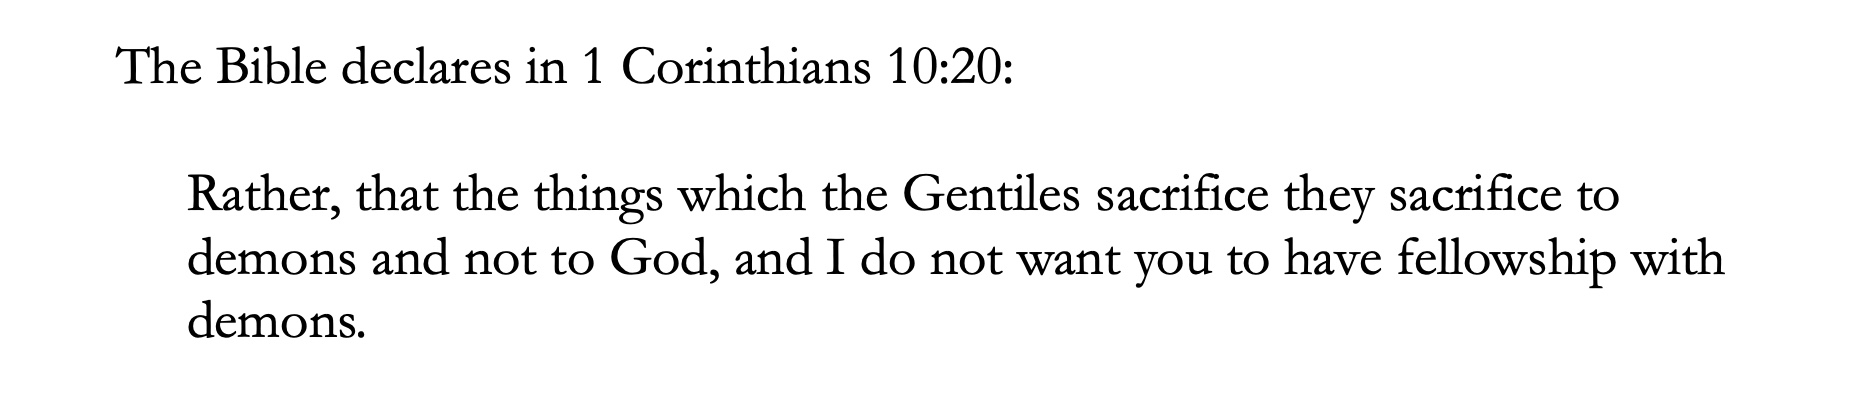 The Bible declares in 1 Corinthians 10:20:
Rather, that the things which the Gentiles sacrifice they sacrifice to
demons and not to God, and I do not want you to have fellowship with
demons.